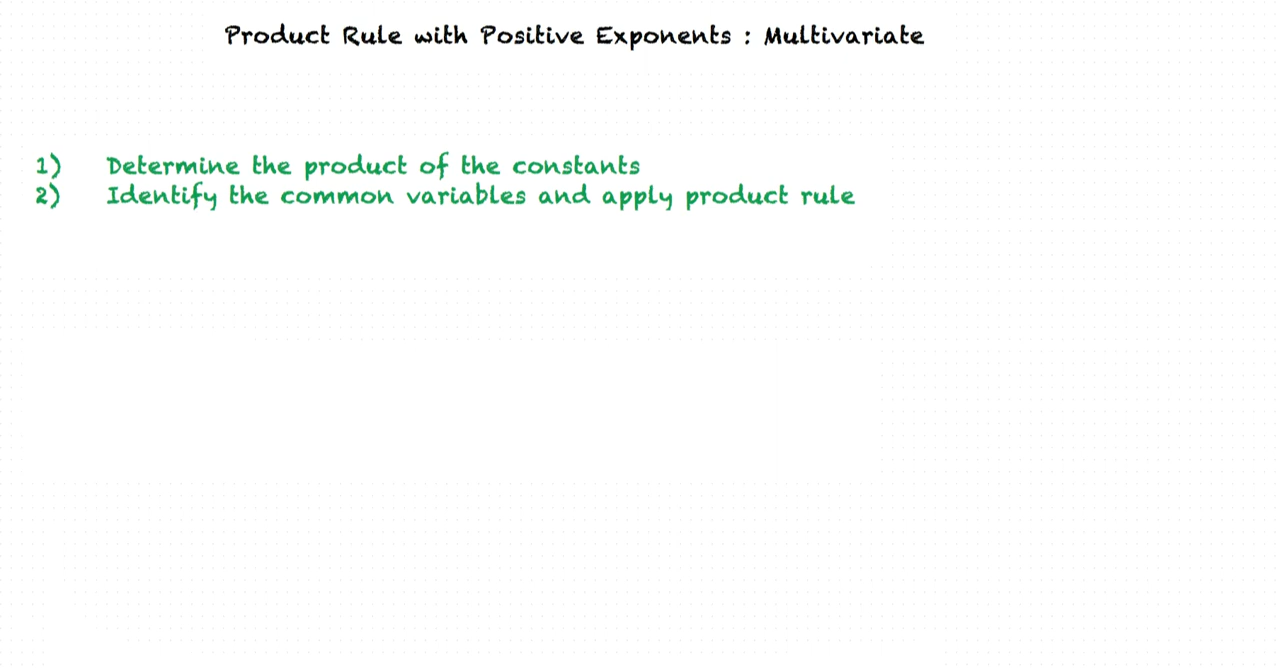 Product Rule with Positive Exponents : Multivariate
1) Determine the product of the constants
2) Identify the common variables and apply product rule